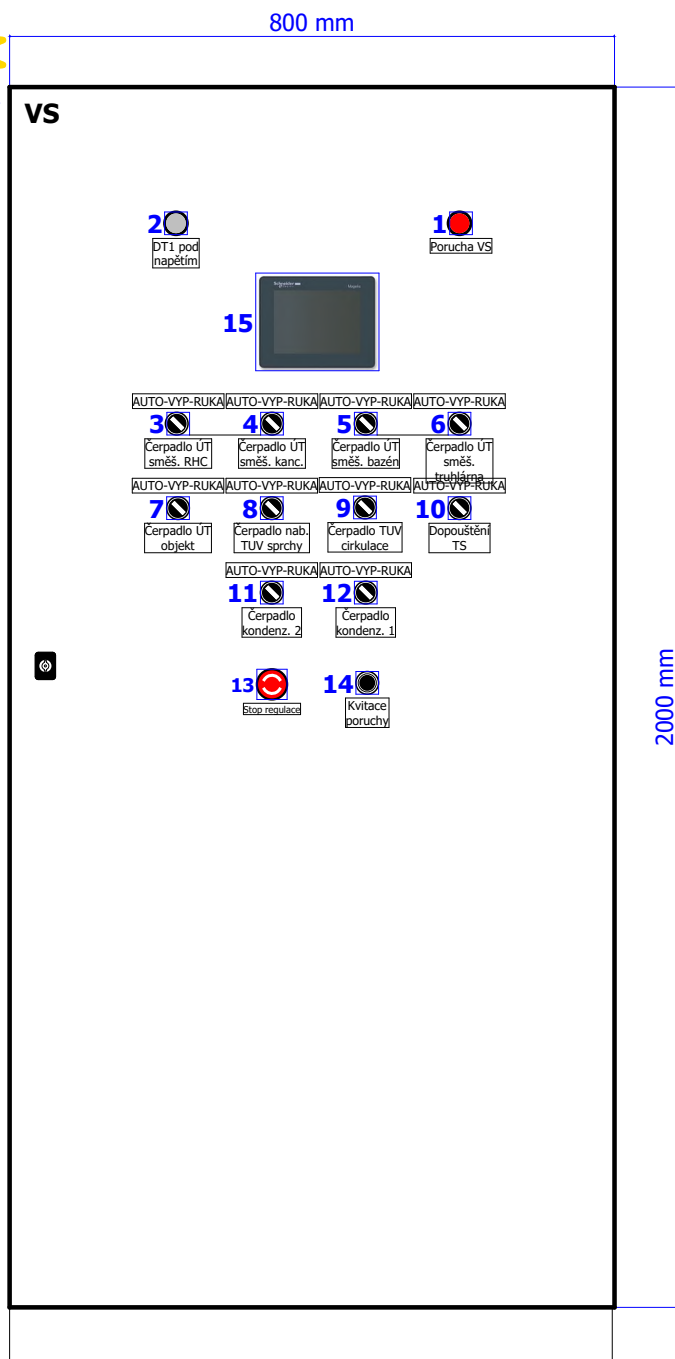 800 mm
VS
2
1
DT1 pod
napětím
Porucha VS
15
Schneider
Magelis
AUTO-VYP-RUKA AUTO-VYP-RUKA AUTO-VYP-RUKA AUTO-VYP-RUKA
3 4 5 6
Čerpadlo ÚT
směš. RHC
Čerpadlo ÚT
směš. kanc.
Čerpadlo ÚT
směš. bazén
Čerpadlo ÚT
směš.
truhlárna
AUTO-VYP-RUKA AUTO-VYP-RUKA AUTO-VYP-RUKA AUTO-VYP-RUKA
7 8 9 10
Čerpadlo ÚT
objekt
Čerpadlo nab.
TUV sprchy
Čerpadlo TUV
cirkulace
Dopouštění
TS
AUTO-VYP-RUKA AUTO-VYP-RUKA
11 12
Čerpadlo
kondenz. 2
Čerpadlo
kondenz. 1
13 14
Stop regulace
Kvitace
poruchy
2000 mm